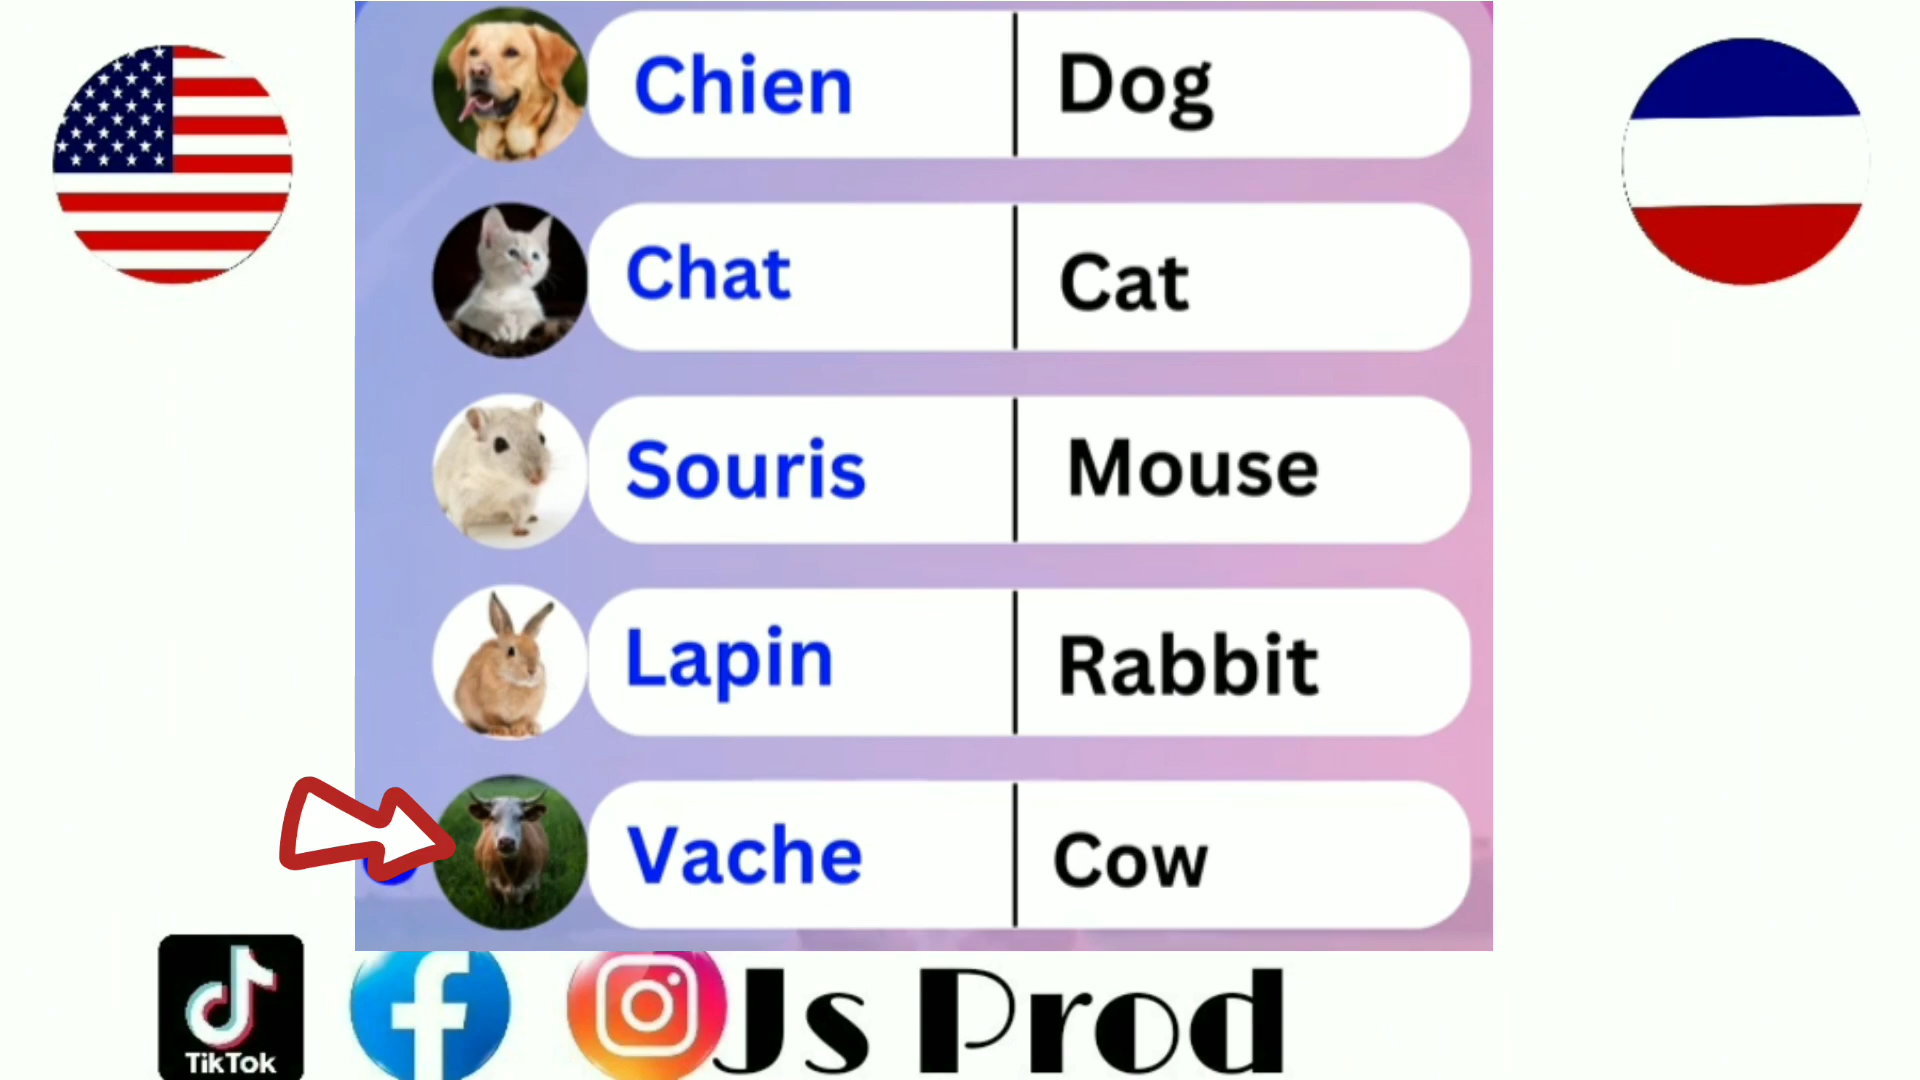 Chien Dog
Chat Cat
Souris Mouse
Lapin Rabbit
Vache Cow
TikTok
Js Prod